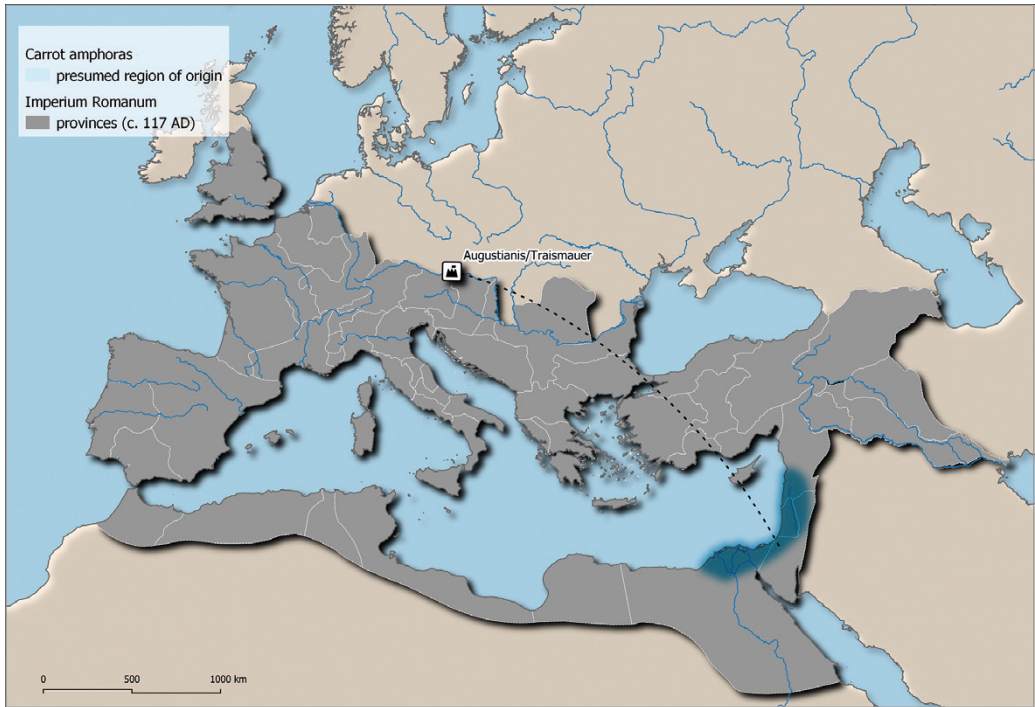 Carrot amphoras
presumed region of origin
Imperium Romanum
provinces (c. 117 AD)
Augustianis/Traismauer
0 500 1000 km